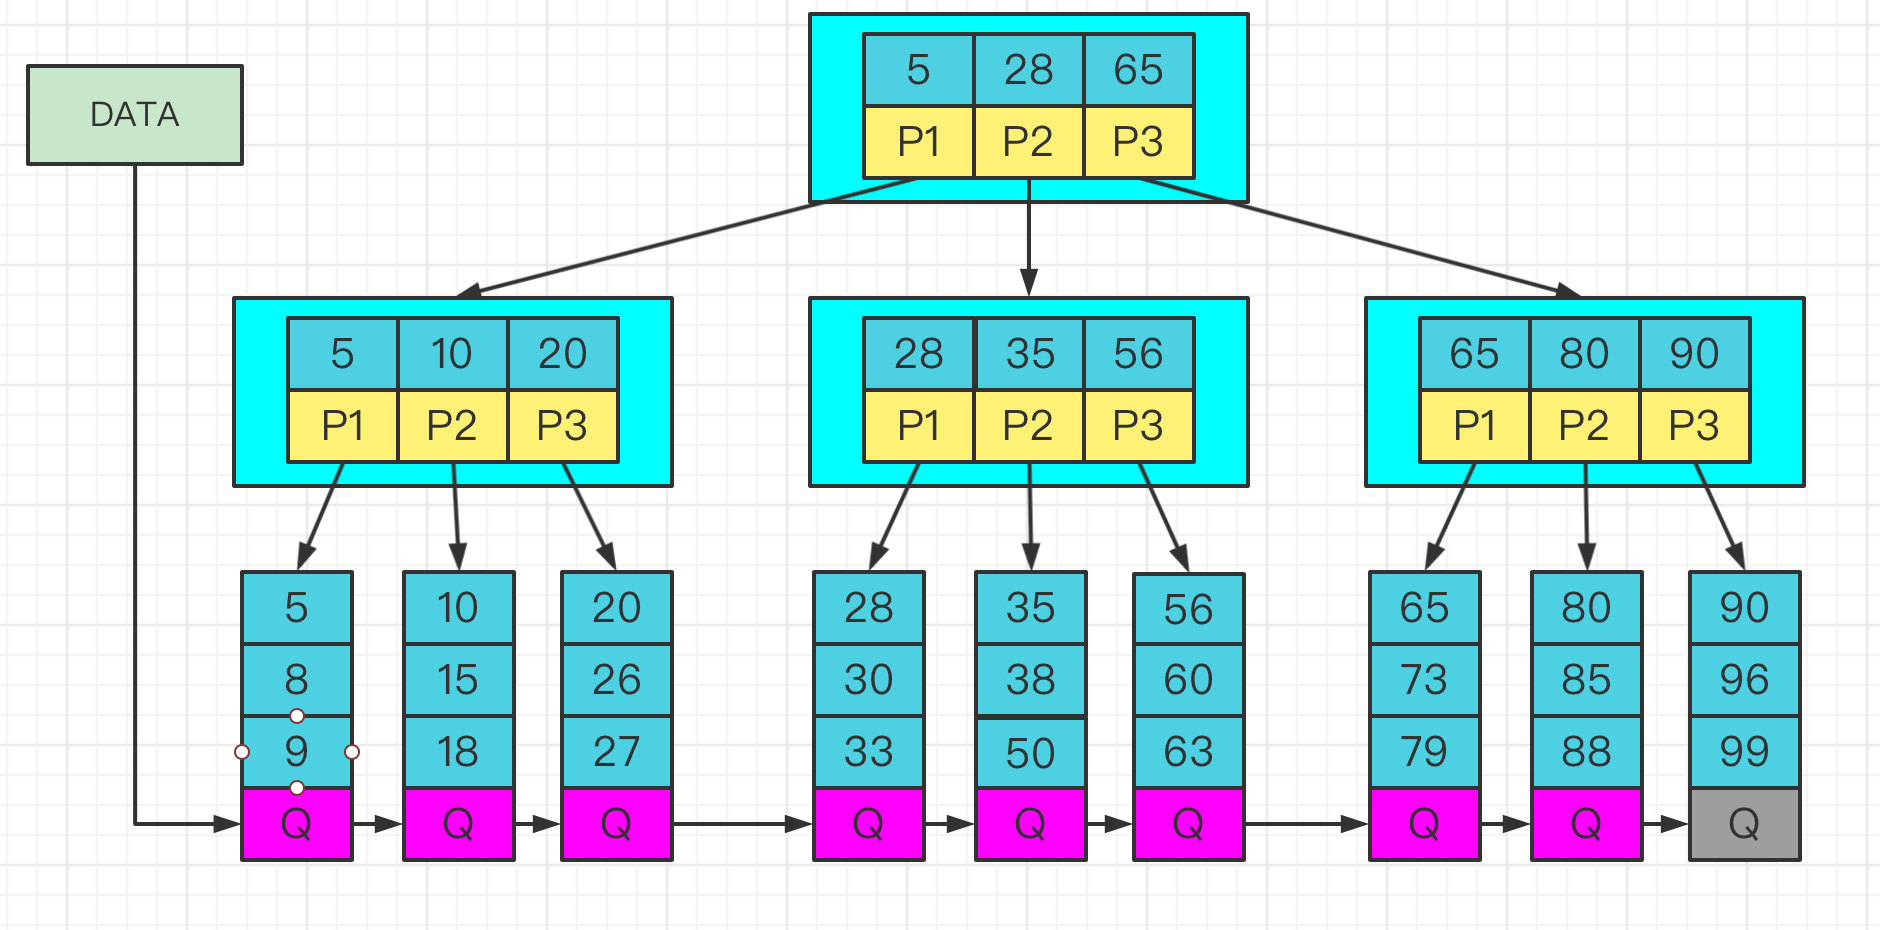 5 28 65
DATA
P1 P2 P3
5 10 20 28 35 56 65 80 90
P1 P2 P3 P1 P2 P3 P1 P2 P3
5 10 20 28 35 56 65 80 90
8 15 26 30 38 60 73 85 96
9 18 27 33 50 63 79 88 99
Q Q Q Q Q Q Q Q Q